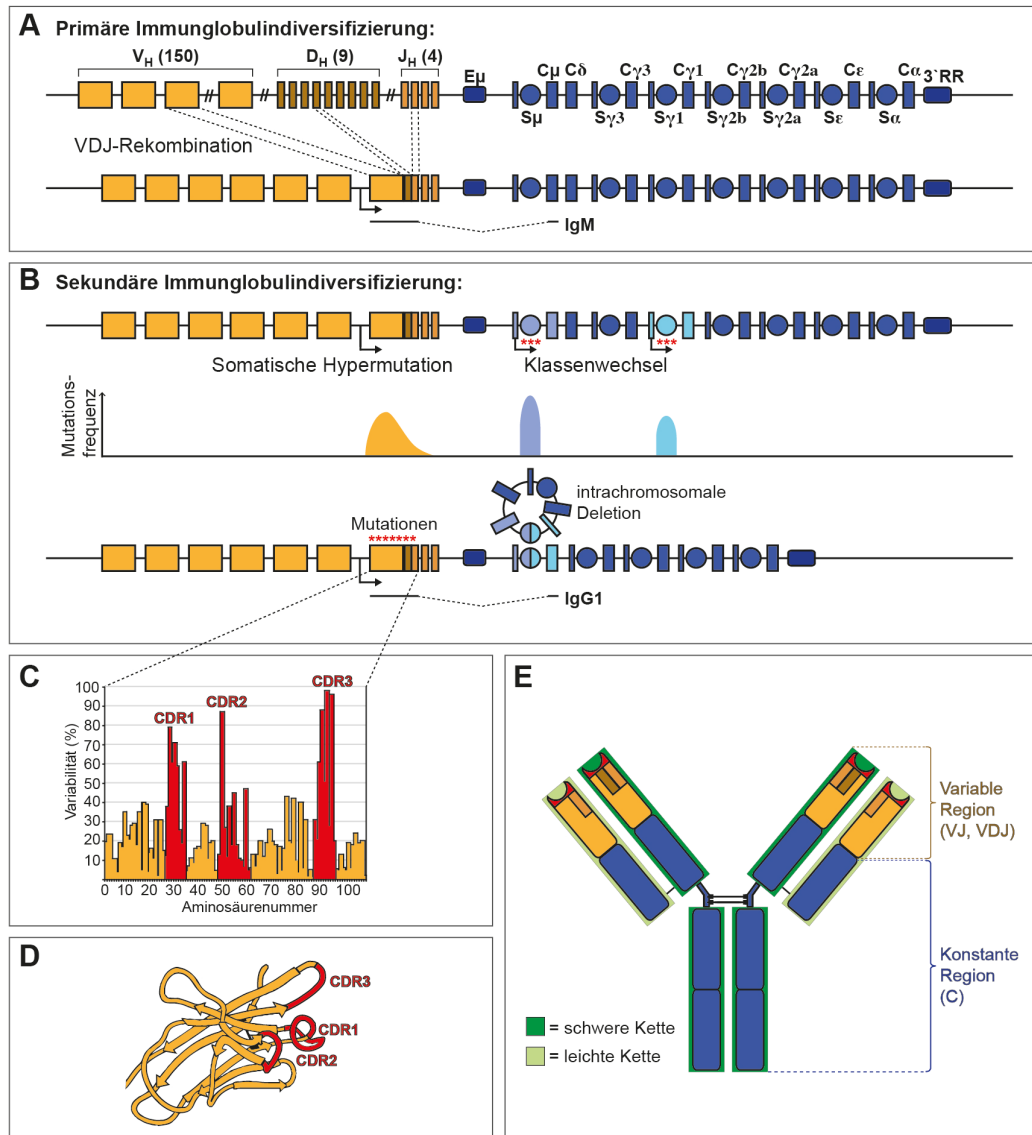 A Primäre Immunglobulindiversifizierung:
V_H (150) D_H (9) J_H (4)
Eμ Cμ Cδ Cγ3 Cγ1 Cγ2b Cγ2a Cε Cα 3`RR
Sμ Sγ3 Sγ1 Sγ2b Sγ2a Sε Sα
VDJ-Rekombination
IgM
B Sekundäre Immunglobulindiversifizierung:
*** ***
Somatische Hypermutation Klassenwechsel
Mutations-
frequenz
intrachromosomale
Deletion
Mutationen
*******
IgG1
C
CDR1 CDR2 CDR3
Variabilität (%)
100
90
80
70
60
50
40
30
20
10
0 10 20 30 40 50 60 70 80 90 100
Aminosäurenummer
D
CDR3
CDR1
CDR2
E
Variable
Region
(VJ, VDJ)
Konstante
Region
(C)
= schwere Kette
= leichte Kette